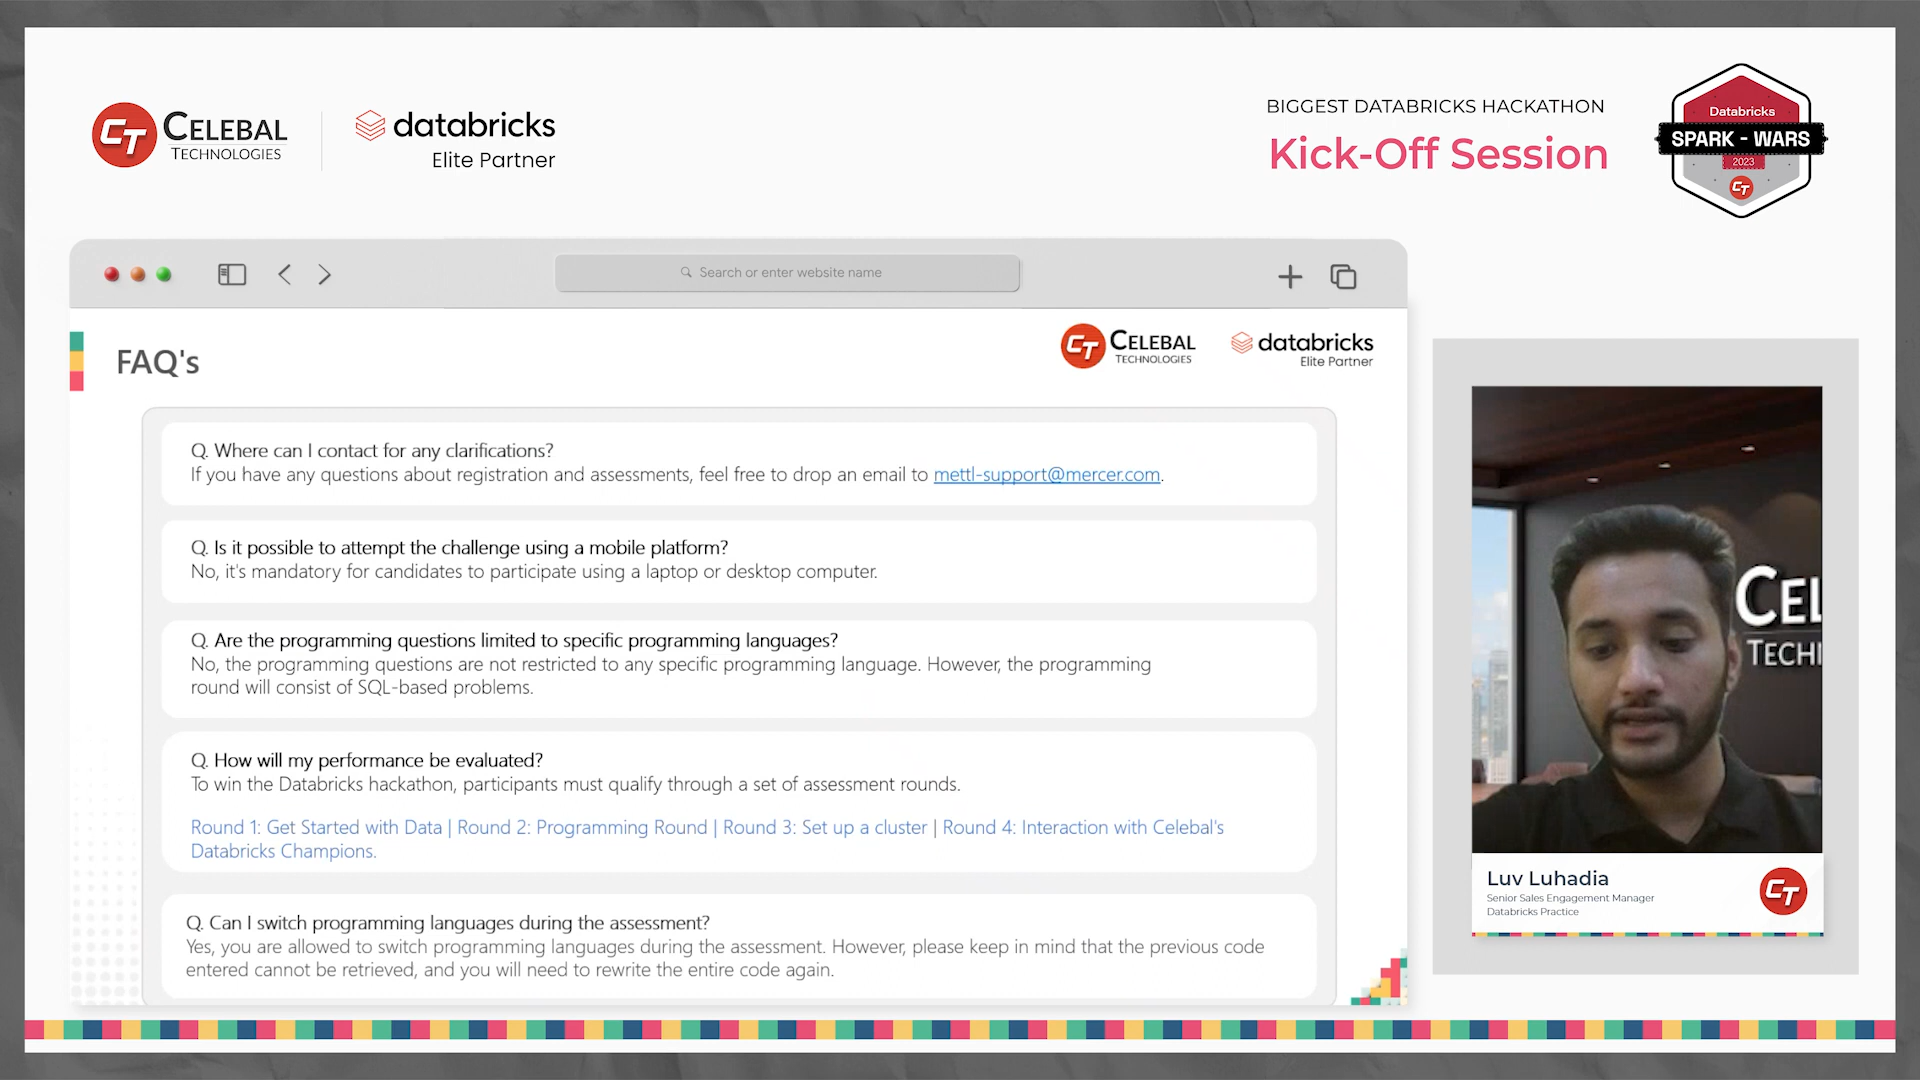 CT CELEBAL
TECHNOLOGIES
databricks
Elite Partner
BIGGEST DATABRICKS HACKATHON
Kick-Off Session
Databricks
SPARK - WARS
2023
CT
Search or enter website name
FAQ's
CT CELEBAL
TECHNOLOGIES
databricks
Elite Partner
Q. Where can I contact for any clarifications?
If you have any questions about registration and assessments, feel free to drop an email to mettl-support@mercer.com.
Q. Is it possible to attempt the challenge using a mobile platform?
No, it's mandatory for candidates to participate using a laptop or desktop computer.
Q. Are the programming questions limited to specific programming languages?
No, the programming questions are not restricted to any specific programming language. However, the programming
round will consist of SQL-based problems.
Q. How will my performance be evaluated?
To win the Databricks hackathon, participants must qualify through a set of assessment rounds.
Round 1: Get Started with Data | Round 2: Programming Round | Round 3: Set up a cluster | Round 4: Interaction with Celebal's
Databricks Champions.
Q. Can I switch programming languages during the assessment?
Yes, you are allowed to switch programming languages during the assessment. However, please keep in mind that the previous code
entered cannot be retrieved, and you will need to rewrite the entire code again.
CEL
TECHI
Luv Luhadia
Senior Sales Engagement Manager
Databricks Practice
CT